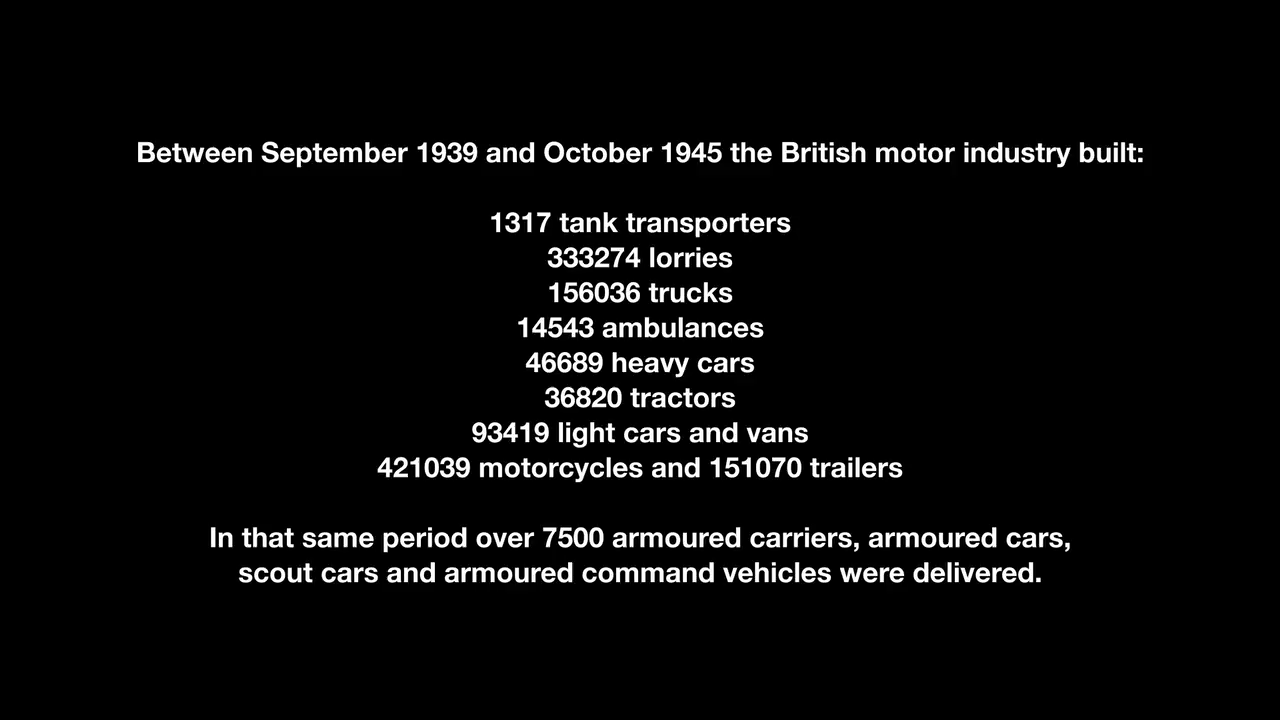 Between September 1939 and October 1945 the British motor industry built:
1317 tank transporters
333274 lorries
156036 trucks
14543 ambulances
46689 heavy cars
36820 tractors
93419 light cars and vans
421039 motorcycles and 151070 trailers
In that same period over 7500 armoured carriers, armoured cars,
scout cars and armoured command vehicles were delivered.